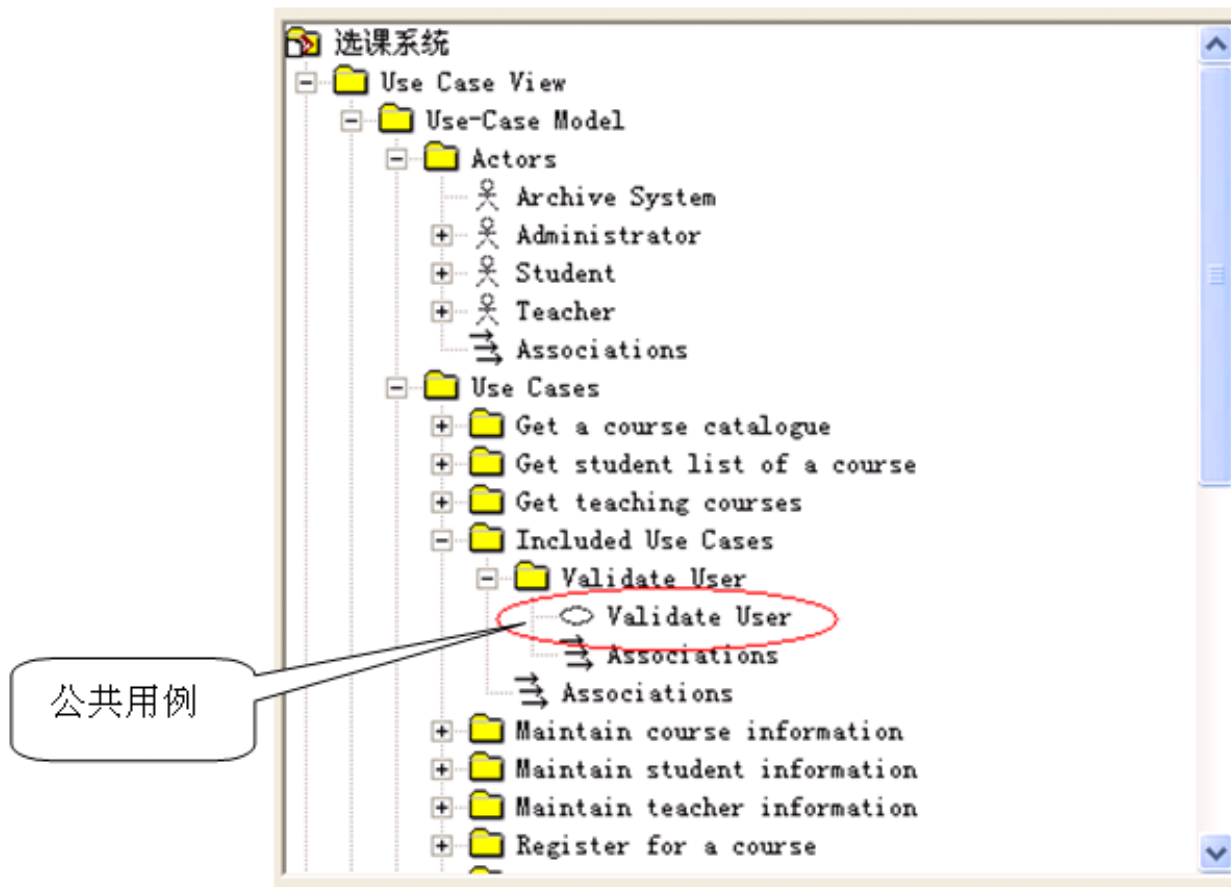 选课系统
Use Case View
Use-Case Model
Actors
Archive System
Administrator
Student
Teacher
Associations
Use Cases
Get a course catalogue
Get student list of a course
Get teaching courses
Included Use Cases
Validate User
Validate User
Associations
Associations
公共用例
Maintain course information
Maintain student information
Maintain teacher information
Register for a course